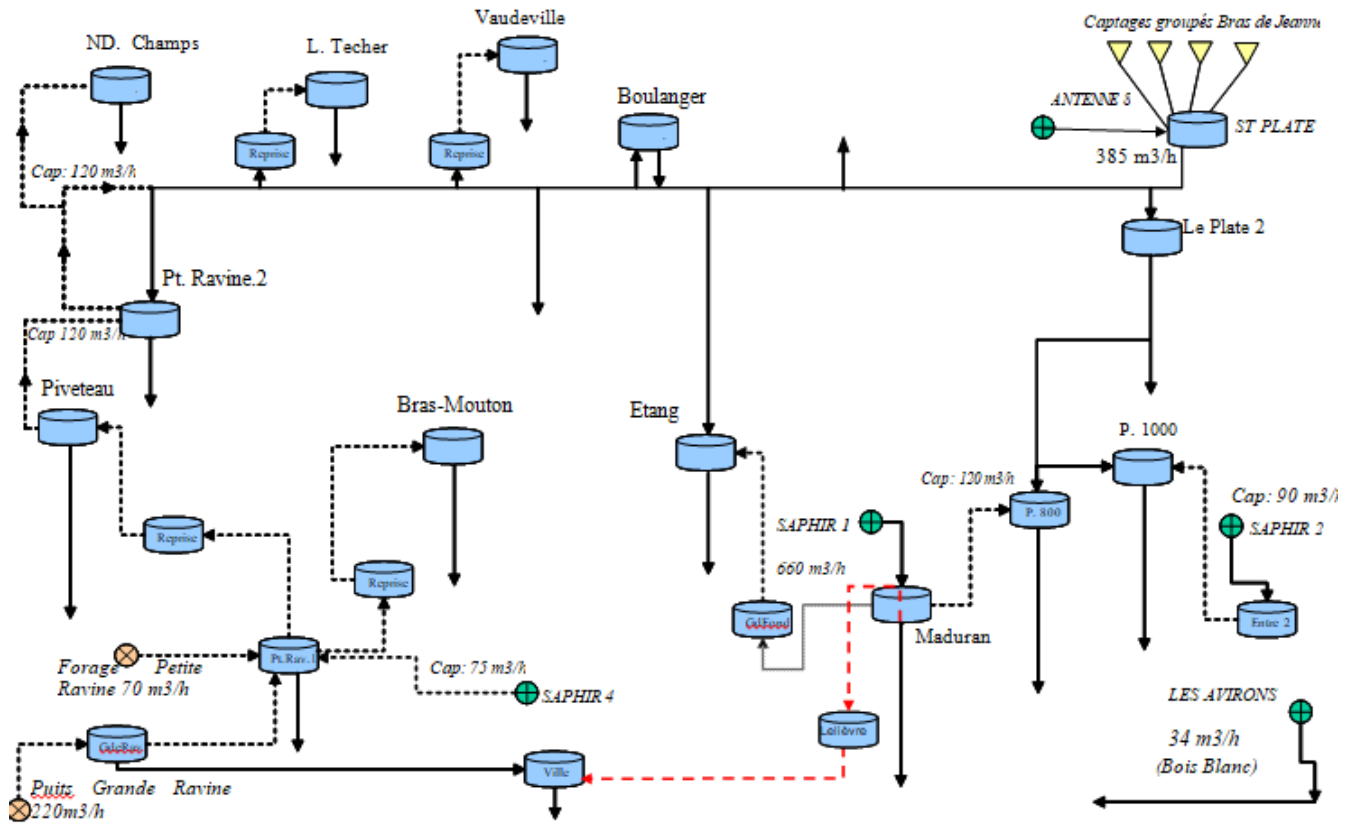 Vaudeville
Captages groupés Bras de Jeanne
ND. Champs
L. Techer
Boulanger
ANTENNE 8
ST PLATE
Reprise
Reprise
385 m3/h
Cap: 120 m3/h
Le Plate 2
Pt. Ravine.2
Cap 120 m3/h
Piveteau
Bras-Mouton
Etang
P. 1000
Cap: 120 m3/h
Cap: 90 m3/h
P. 800
SAPHIR 1
SAPHIR 2
Reprise
660 m3/h
Reprise
GdFond
Entre 2
Maduran
Pt.Rav.1
Forage Petite
Ravine 70 m3/h
Cap: 75 m3/h
SAPHIR 4
LES AVIRONS
Lelièvre
34 m3/h
(Bois Blanc)
GdeRav
Ville
Puits Grande Ravine
220m3/h